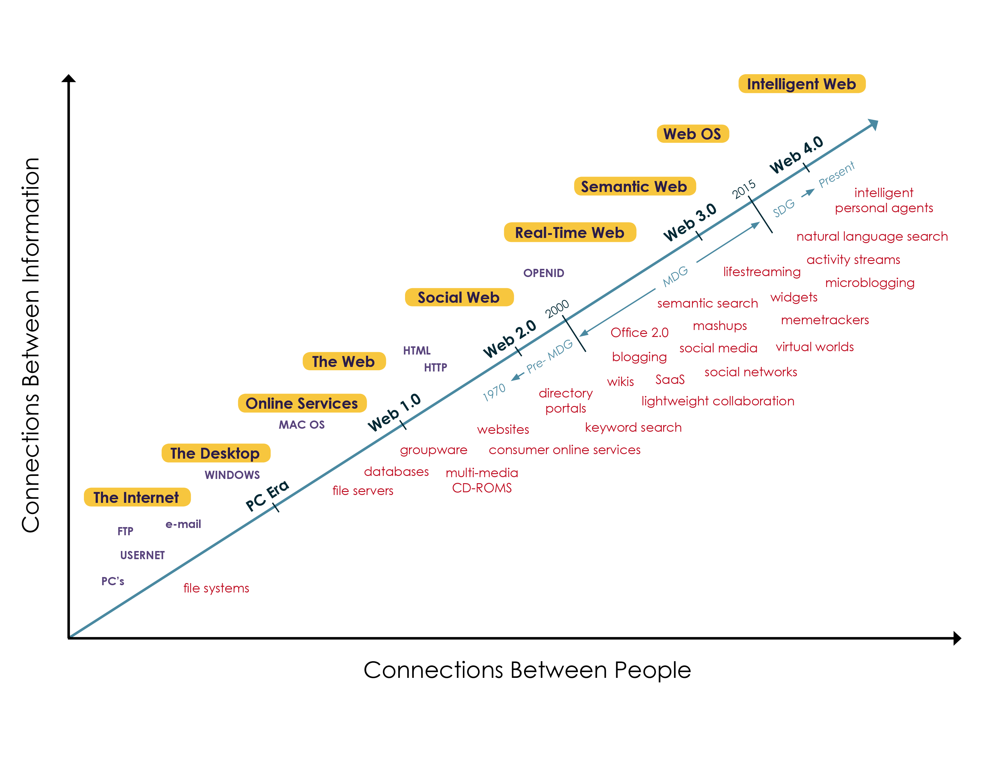 Intelligent Web
Web OS
Web 4.0
Present
Semantic Web
2015
SDG
intelligent
personal agents
Real-Time Web
Web 3.0
natural language search
activity streams
OPENID
MDG
lifestreaming
microblogging
Social Web
2000
semantic search
widgets
memetrackers
Web 2.0
Office 2.0
mashups
The Web
HTML
HTTP
Pre- MDG
1970
blogging
social media
virtual worlds
social networks
wikis
SaaS
directory
portals
lightweight collaboration
Online Services
MAC OS
Web 1.0
websites
keyword search
The Desktop
WINDOWS
groupware
consumer online services
databases
multi-media
CD-ROMS
file servers
The Internet
PC Era
e-mail
FTP
USERNET
PC's
file systems
Connections Between Information
Connections Between People